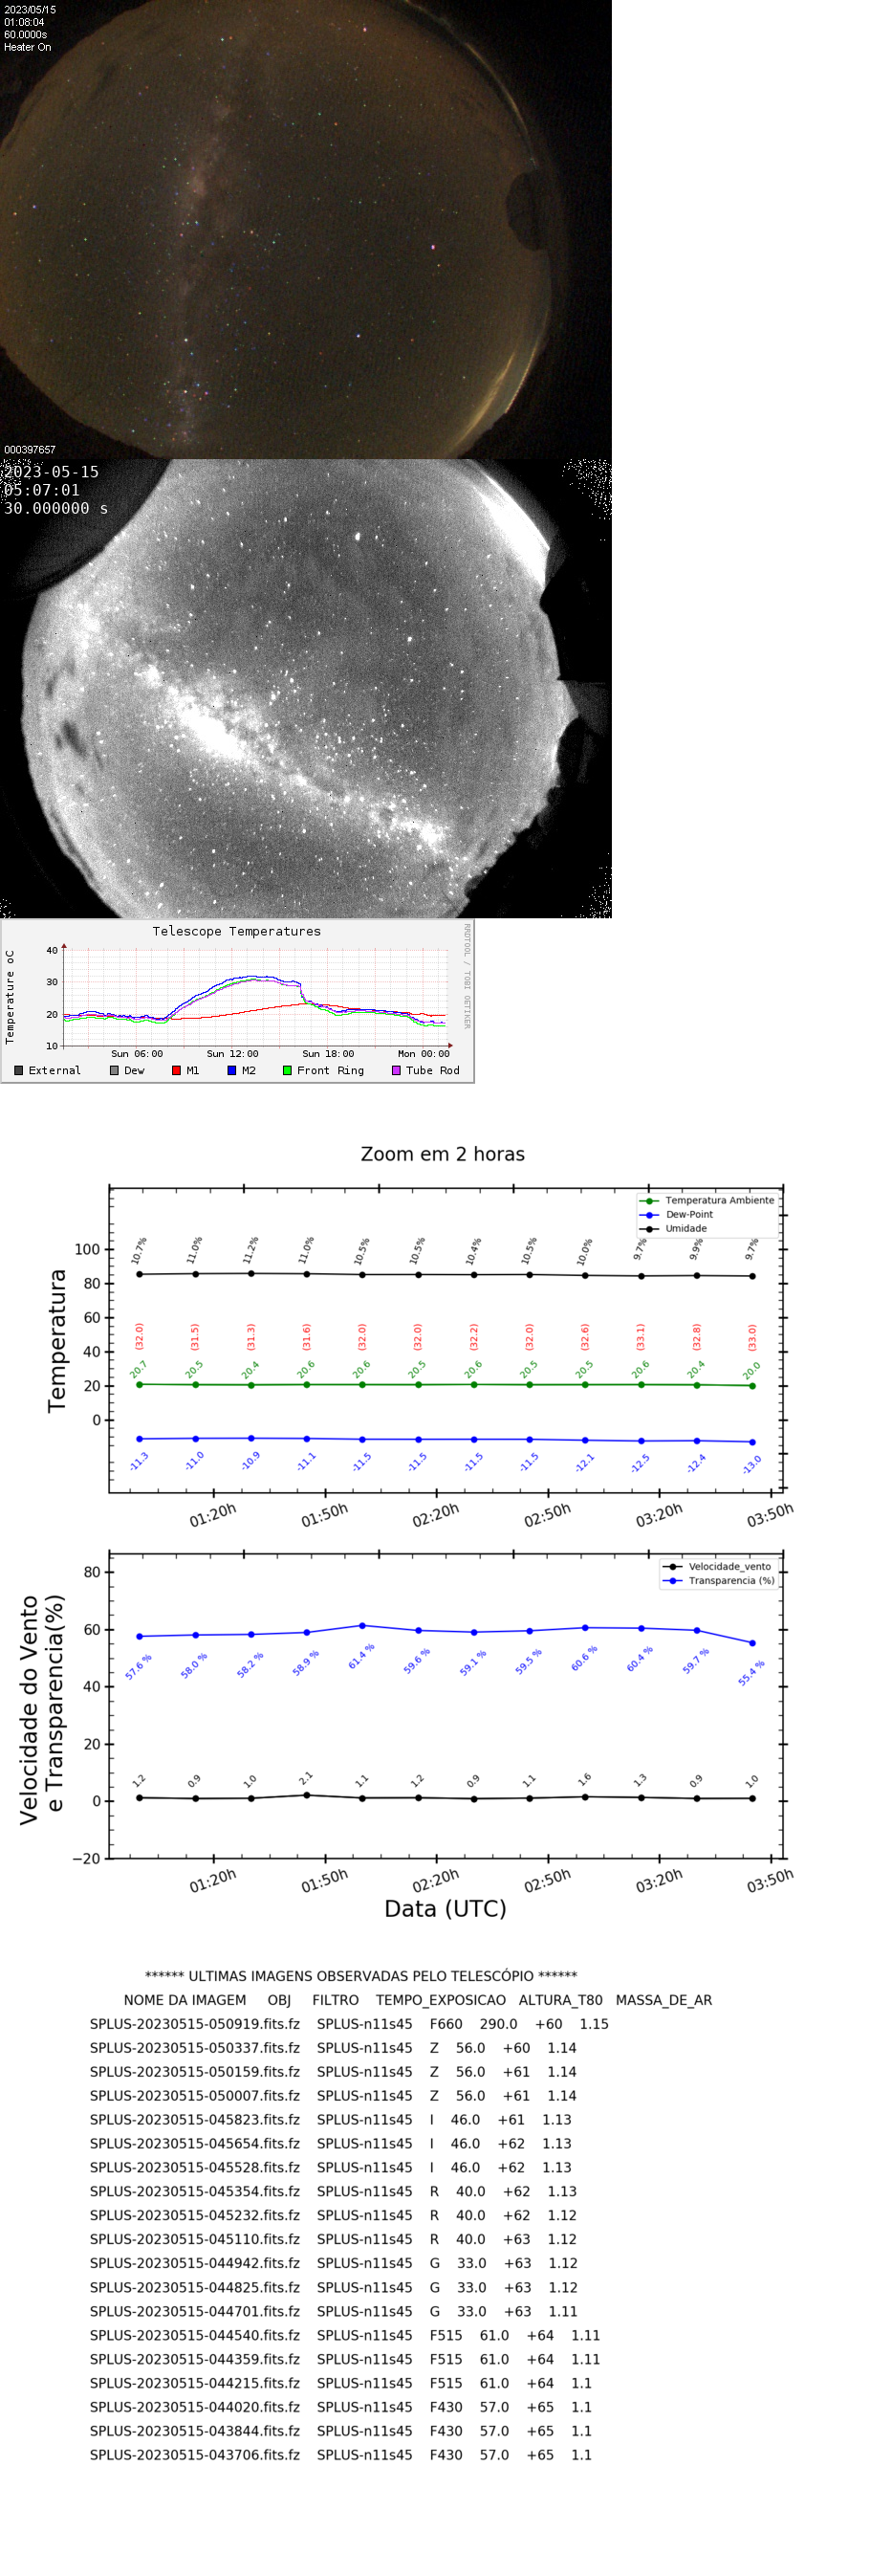 2023/05/15
01:08:04
60.0000s
Heater On
000397657
2023-05-15
05:07:01
30.000000 s
Telescope Temperatures
RRDTOOL / TOBI OETIKER
Temperature oC
40
30
20
10
Sun 06:00 Sun 12:00 Sun 18:00 Mon 00:00
External Dew M1 M2 Front Ring Tube Rod
Zoom em 2 horas
Temperatura Ambiente
Dew-Point
Umidade
Temperatura
100
80
60
40
20
0
10.7% 11.0% 11.2% 11.0% 10.5% 10.5% 10.4% 10.5% 10.0% 9.7% 9.9% 9.7%
(32.0) (31.5) (31.3) (31.6) (32.0) (32.0) (32.2) (32.0) (32.6) (33.1) (32.8) (33.0)
20.7 20.5 20.4 20.6 20.6 20.5 20.6 20.5 20.5 20.6 20.4 20.0
-11.3 -11.0 -10.9 -11.1 -11.5 -11.5 -11.5 -11.5 -12.1 -12.5 -12.4 -13.0
01:20h 01:50h 02:20h 02:50h 03:20h 03:50h
Velocidade_vento
Transparencia (%)
Velocidade do Vento
e Transparencia(%)
80
60
40
20
0
−20
57.6 % 58.0 % 58.2 % 58.9 % 61.4 % 59.6 % 59.1 % 59.5 % 60.6 % 60.4 % 59.7 % 55.4 %
1.2 0.9 1.0 2.1 1.1 1.2 0.9 1.1 1.6 1.3 0.9 1.0
01:20h 01:50h 02:20h 02:50h 03:20h 03:50h
Data (UTC)
****** ULTIMAS IMAGENS OBSERVADAS PELO TELESCÓPIO ******
NOME DA IMAGEM OBJ FILTRO TEMPO_EXPOSICAO ALTURA_T80 MASSA_DE_AR
SPLUS-20230515-050919.fits.fz SPLUS-n11s45 F660 290.0 +60 1.15
SPLUS-20230515-050337.fits.fz SPLUS-n11s45 Z 56.0 +60 1.14
SPLUS-20230515-050159.fits.fz SPLUS-n11s45 Z 56.0 +61 1.14
SPLUS-20230515-050007.fits.fz SPLUS-n11s45 Z 56.0 +61 1.14
SPLUS-20230515-045823.fits.fz SPLUS-n11s45 I 46.0 +61 1.13
SPLUS-20230515-045654.fits.fz SPLUS-n11s45 I 46.0 +62 1.13
SPLUS-20230515-045528.fits.fz SPLUS-n11s45 I 46.0 +62 1.13
SPLUS-20230515-045354.fits.fz SPLUS-n11s45 R 40.0 +62 1.13
SPLUS-20230515-045232.fits.fz SPLUS-n11s45 R 40.0 +62 1.12
SPLUS-20230515-045110.fits.fz SPLUS-n11s45 R 40.0 +63 1.12
SPLUS-20230515-044942.fits.fz SPLUS-n11s45 G 33.0 +63 1.12
SPLUS-20230515-044825.fits.fz SPLUS-n11s45 G 33.0 +63 1.12
SPLUS-20230515-044701.fits.fz SPLUS-n11s45 G 33.0 +63 1.11
SPLUS-20230515-044540.fits.fz SPLUS-n11s45 F515 61.0 +64 1.11
SPLUS-20230515-044359.fits.fz SPLUS-n11s45 F515 61.0 +64 1.11
SPLUS-20230515-044215.fits.fz SPLUS-n11s45 F515 61.0 +64 1.1
SPLUS-20230515-044020.fits.fz SPLUS-n11s45 F430 57.0 +65 1.1
SPLUS-20230515-043844.fits.fz SPLUS-n11s45 F430 57.0 +65 1.1
SPLUS-20230515-043706.fits.fz SPLUS-n11s45 F430 57.0 +65 1.1